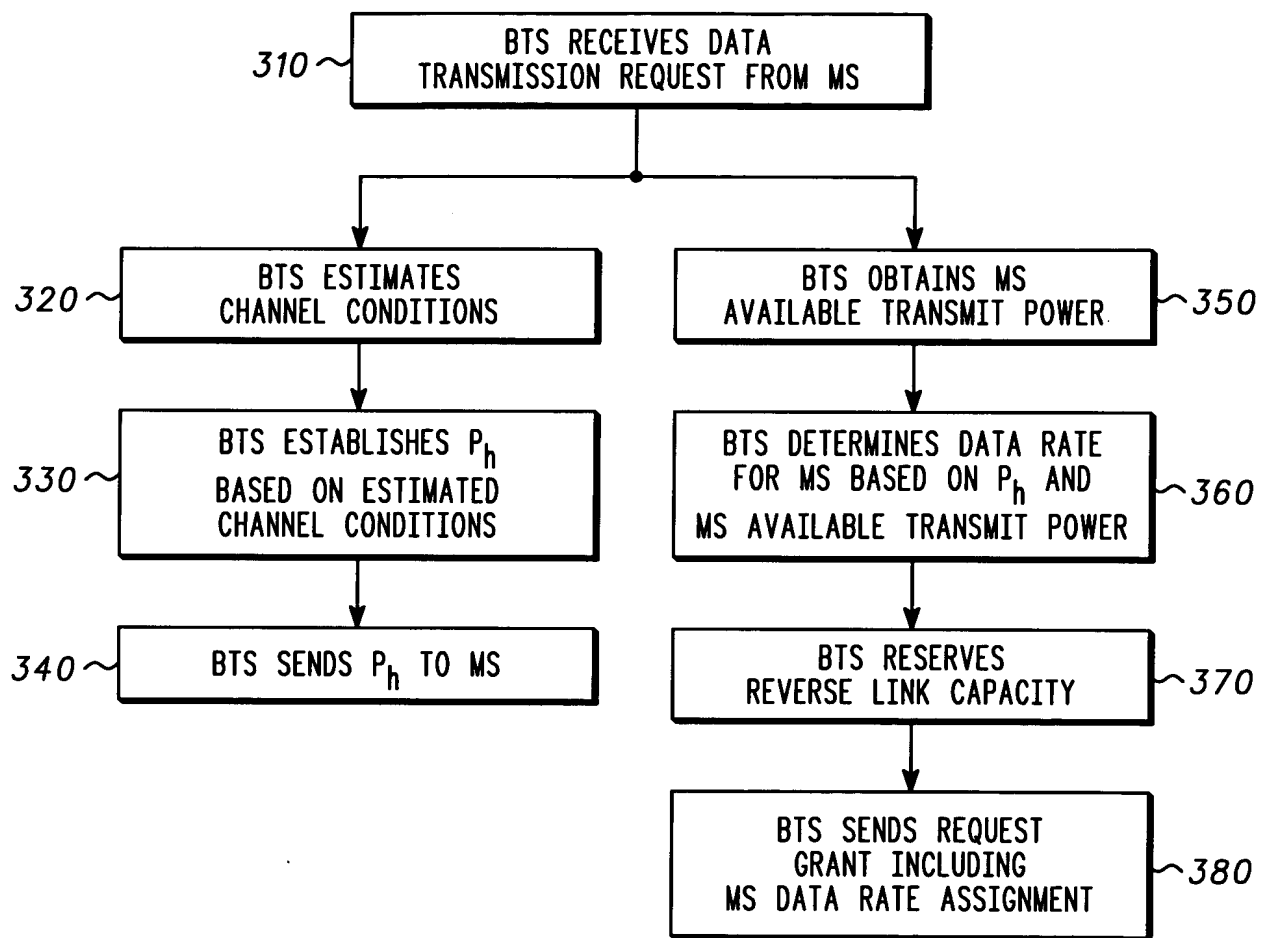 310
BTS RECEIVES DATA
TRANSMISSION REQUEST FROM MS
320
BTS ESTIMATES
CHANNEL CONDITIONS
330
BTS ESTABLISHES Ph
BASED ON ESTIMATED
CHANNEL CONDITIONS
340
BTS SENDS Ph TO MS
BTS OBTAINS MS
AVAILABLE TRANSMIT POWER
350
BTS DETERMINES DATA RATE
FOR MS BASED ON Ph AND
MS AVAILABLE TRANSMIT POWER
360
BTS RESERVES
REVERSE LINK CAPACITY
370
BTS SENDS REQUEST
GRANT INCLUDING
MS DATA RATE ASSIGNMENT
380